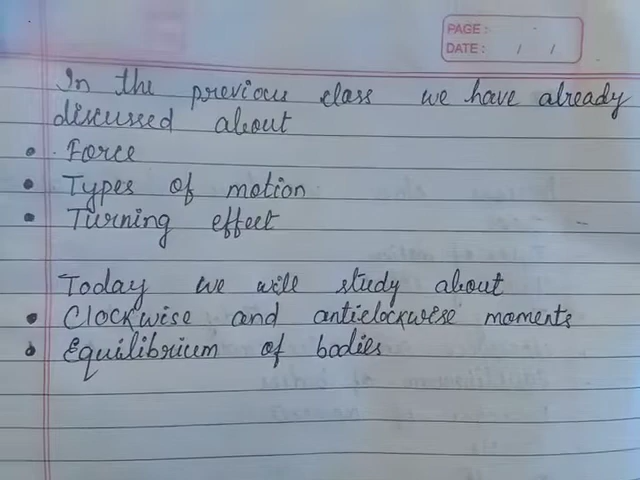 PAGE:
DATE: / /
In the previous class we have already
discussed about
• Force
• Types of motion
• Turning effect
Today we will study about
• Clockwise and anticlockwise moments
• Equilibrium of bodies